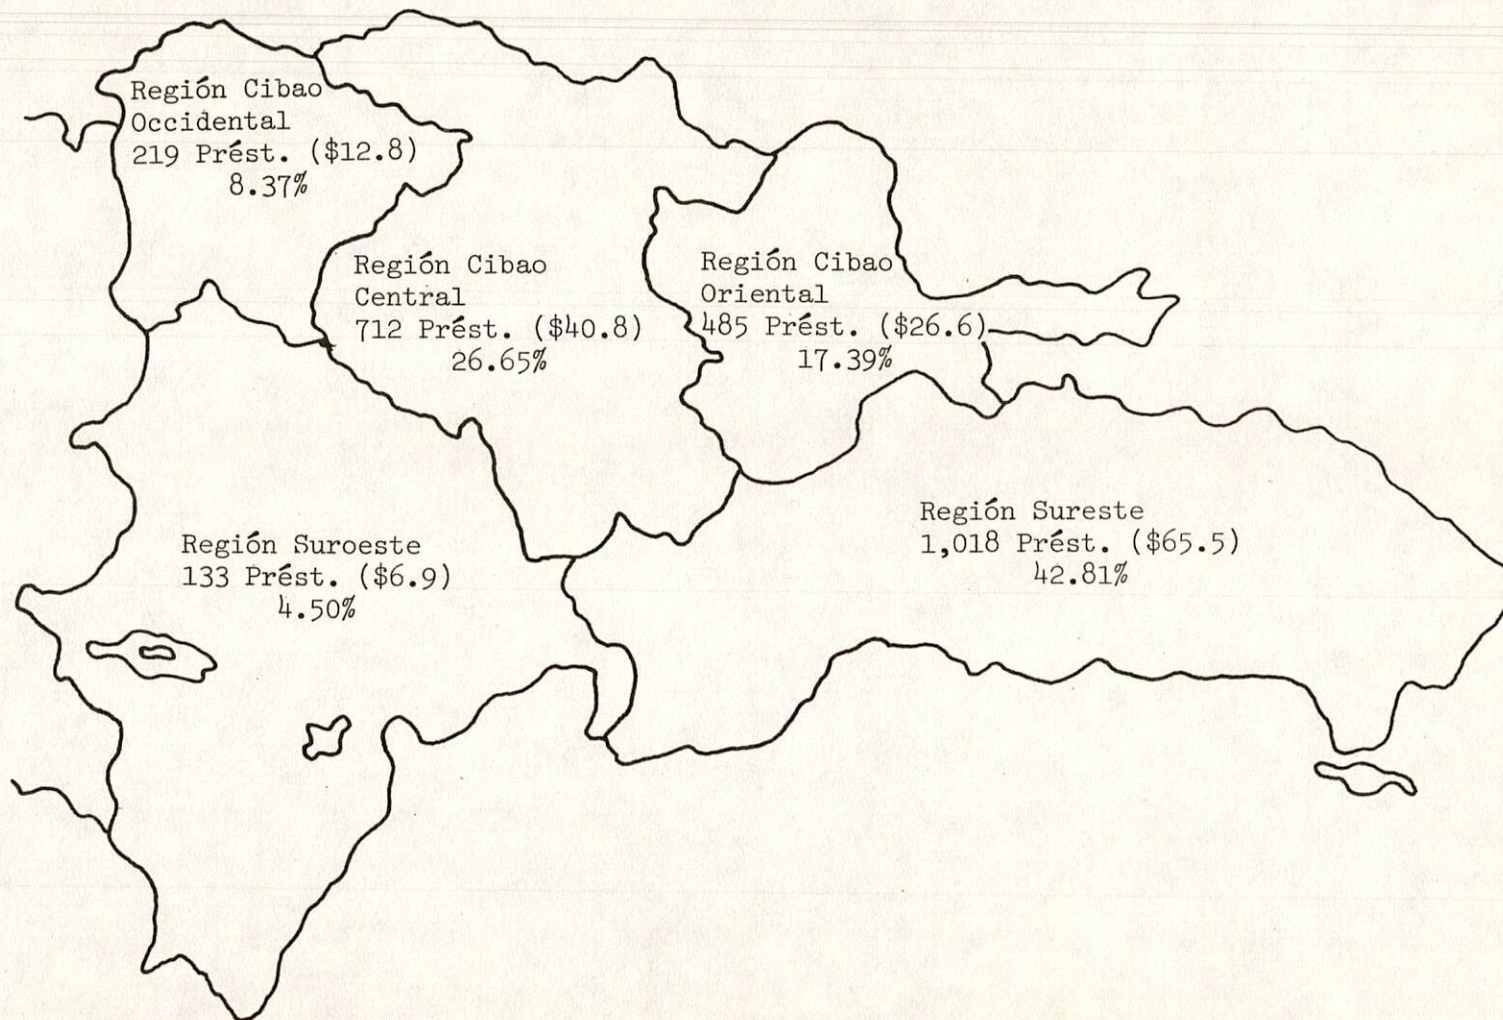 Región Cibao
Occidental
219 Prést. ($12.8)
8.37%
Región Cibao
Central
712 Prést. ($40.8)
26.65%
Región Cibao
Oriental
485 Prést. ($26.6)
17.39%
Región Suroeste
133 Prést. ($6.9)
4.50%
Región Sureste
1,018 Prést. ($65.5)
42.81%